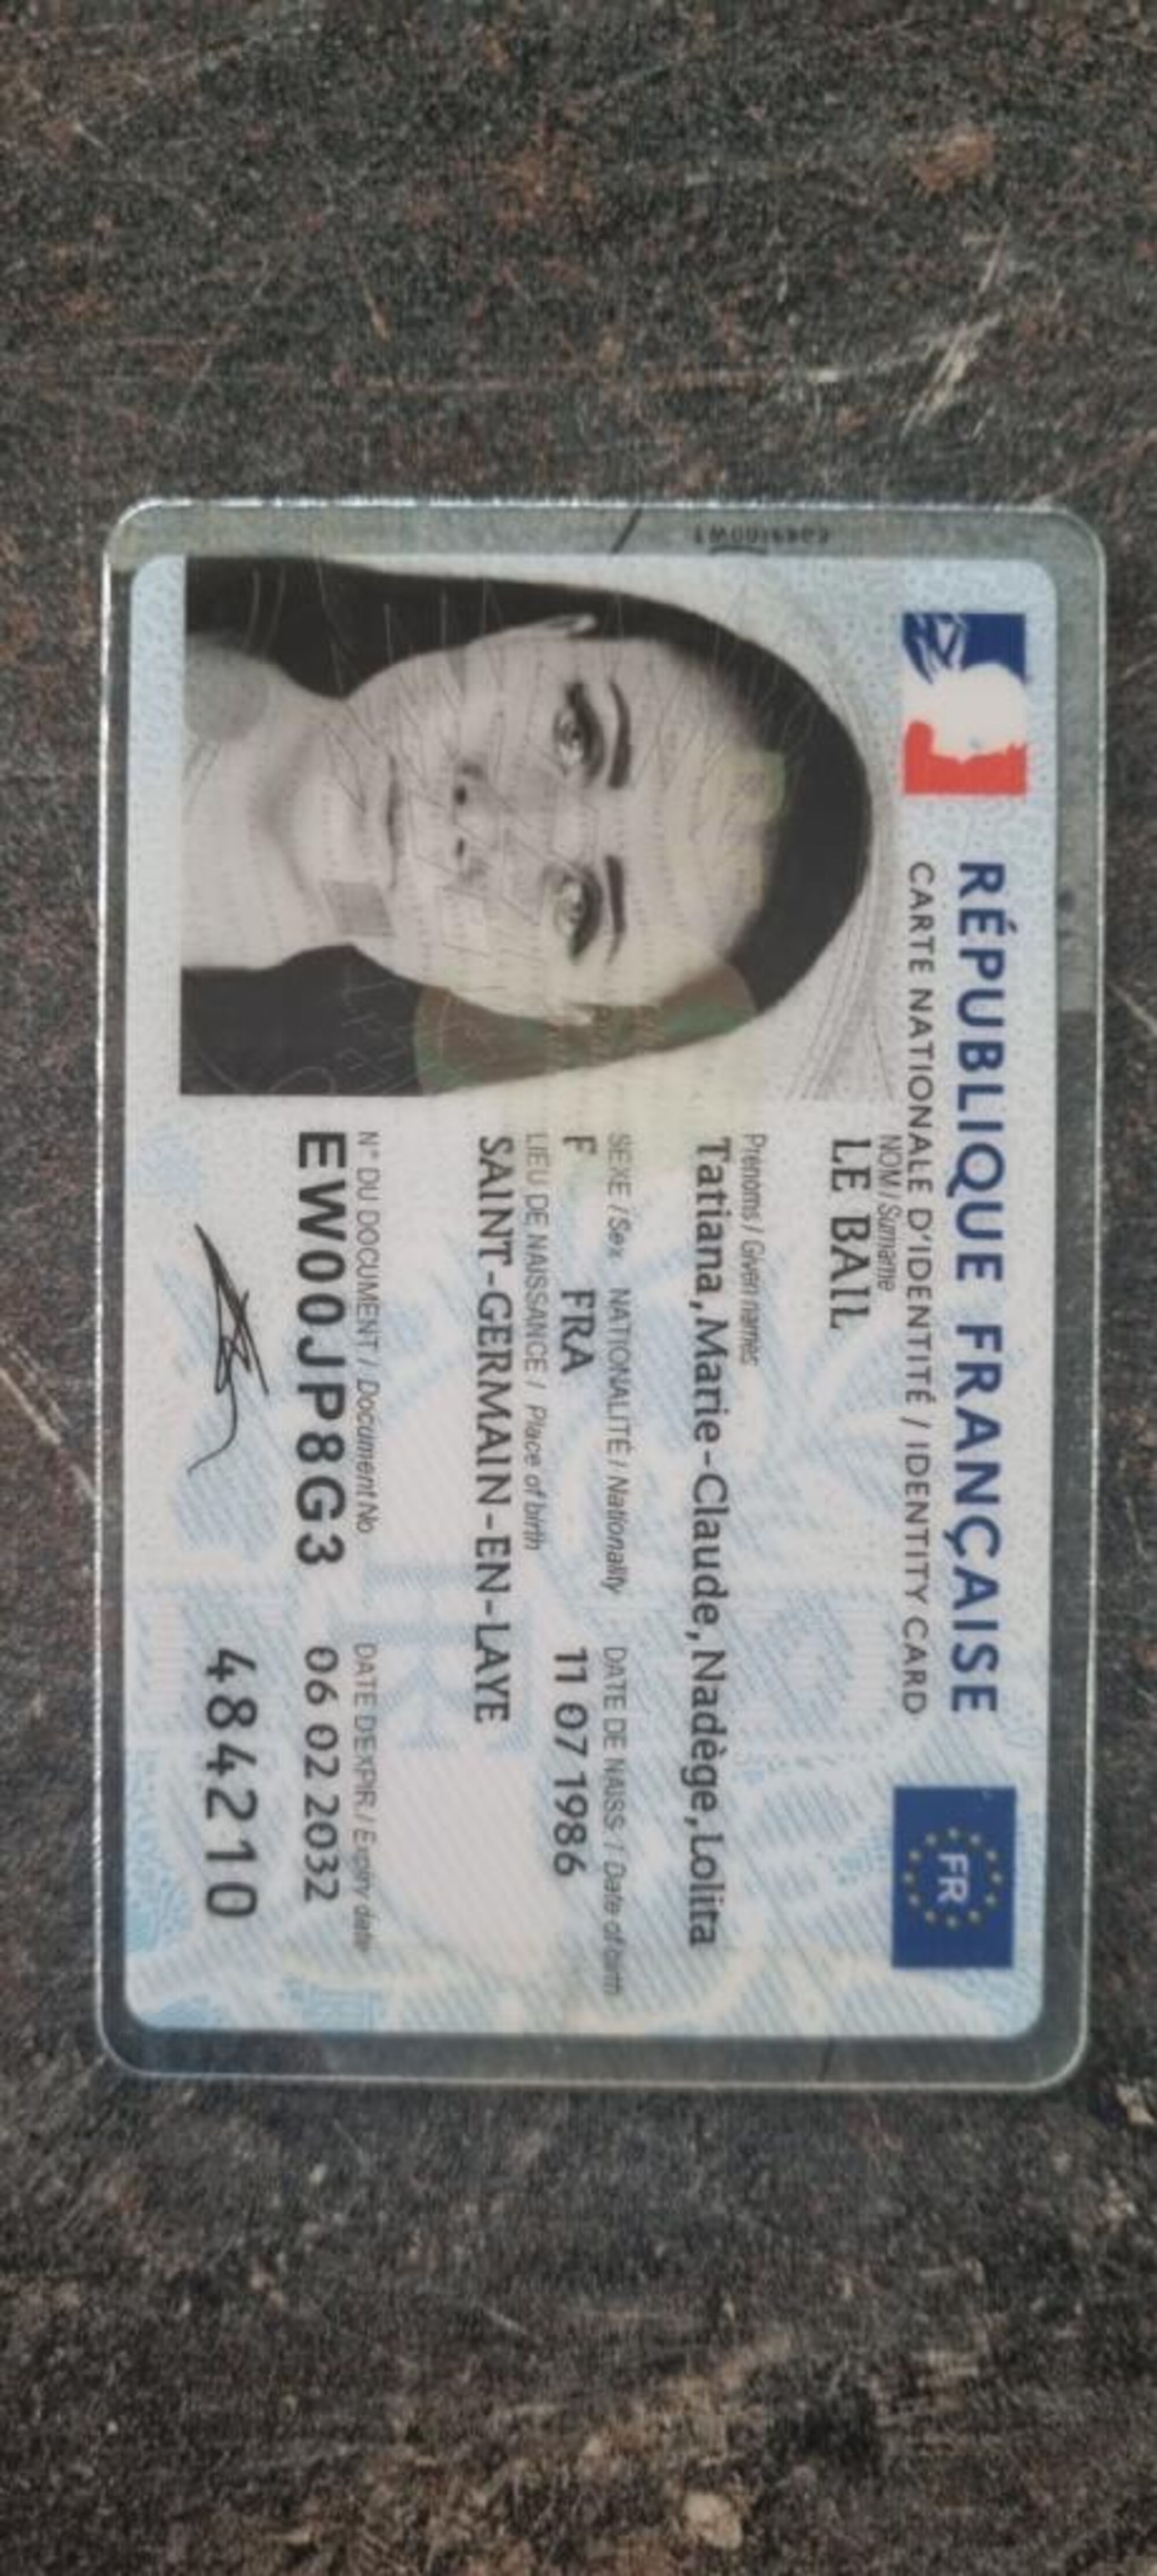 RÉPUBLIQUE FRANÇAISE
FR
CARTE NATIONALE D'IDENTITÉ / IDENTITY CARD
NOM / Surname
LE BAIL
Prénoms / Given names
Tatiana, Marie-Claude, Nadège, Lolita
SEXE / Sex NATIONALITÉ / Nationality DATE DE NAISS. / Date of birth
F FRA 11 07 1986
LIEU DE NAISSANCE / Place of birth
SAINT-GERMAIN-EN-LAYE
N° DU DOCUMENT / Document No DATE D'EXPIR / Expiry date
EW00JP8G3 06 02 2032
484210